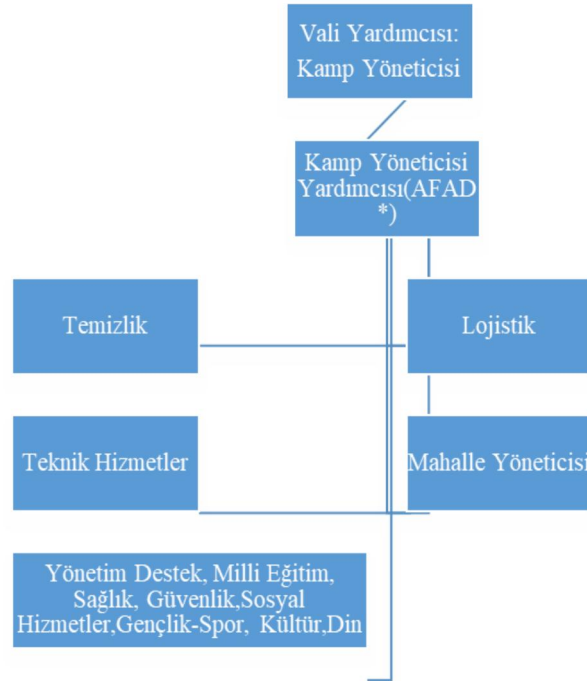 Vali Yardımcısı:
Kamp Yöneticisi
Kamp Yöneticisi
Yardımcısı(AFAD
*)
Temizlik
Lojistik
Teknik Hizmetler
Mahalle Yöneticisi
Yönetim Destek, Milli Eğitim,
Sağlık, Güvenlik,Sosyal
Hizmetler,Gençlik-Spor, Kültür,Din